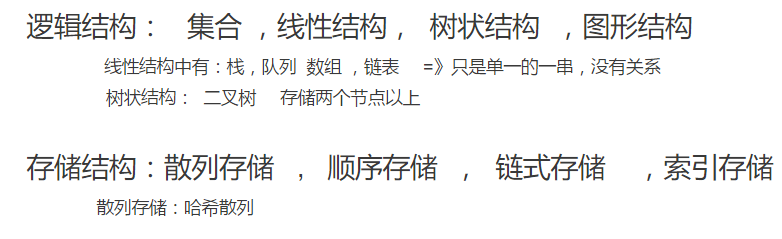 逻辑结构： 集合 ，线性结构， 树状结构 ，图形结构
线性结构中有：栈，队列 数组 ，链表 =》只是单一的一串，没有关系
树状结构： 二叉树 存储两个节点以上
存储结构：散列存储 ， 顺序存储 ， 链式存储 ，索引存储
散列存储：哈希散列